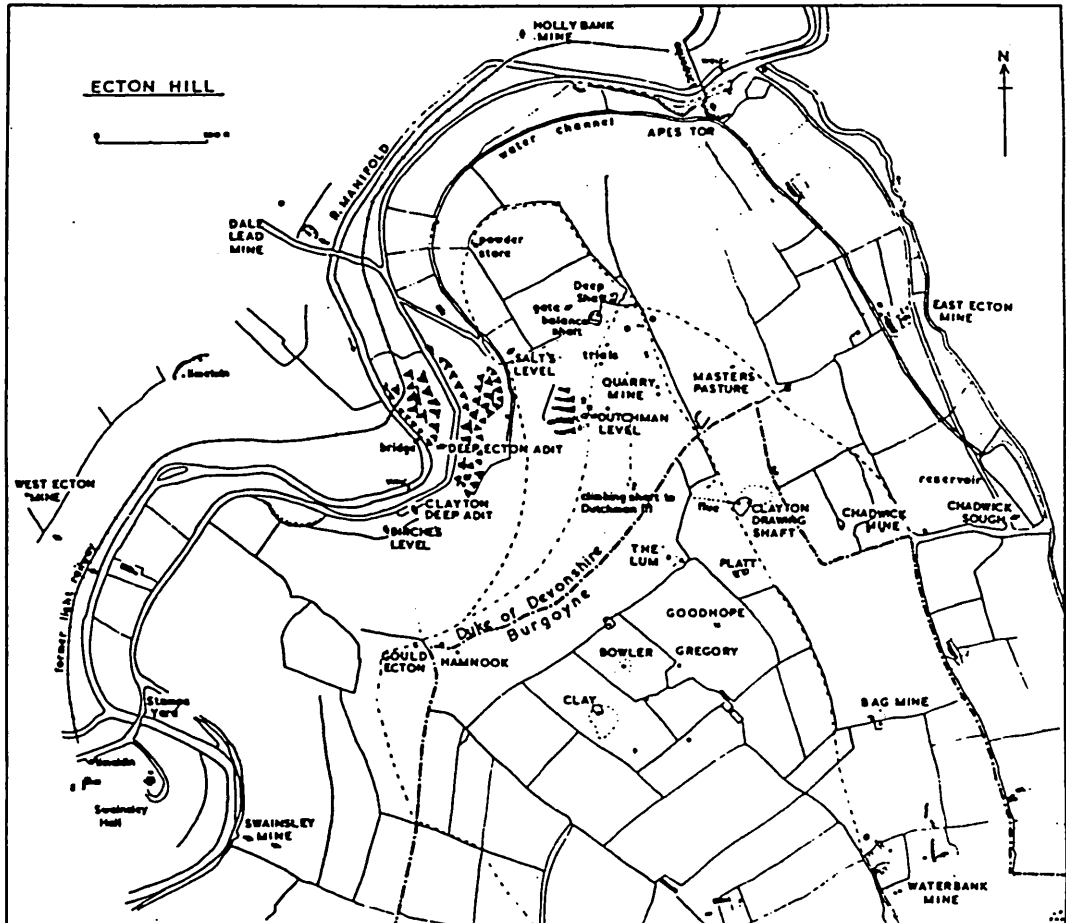 HOLLY BANK
MINE
ECTON HILL
N
water channel
APES TOR
R. MANIFOLD
DALE
LEAD
MINE
powder
store
Deep
Shaft
gate
balance
shaft
EAST ECTON
MINE
SALT'S
LEVEL
trials
QUARRY
MINE
MASTERS
PASTURE
DUTCHMAN
LEVEL
bridge
DEEP ECTON ADIT
WEST ECTON
MINE
CLAYTON
DEEP ADIT
BIRCHES
LEVEL
climbing shaft to
Dutchman
flue
CLAYTON
DRAWING
SHAFT
reservoir
CHADWICK
MINE
CHADWICK
SOUGH
THE
LUM
PLATT
Duke of Devonshire
Burgoyne
former light railway
GOODHOPE
GOULD
ECTON
HAMNOOK
BOWLER
GREGORY
CLAY
BAG MINE
Stamps
Yard
Swainsley
Hall
SWAINSLEY
MINE
WATERBANK
MINE